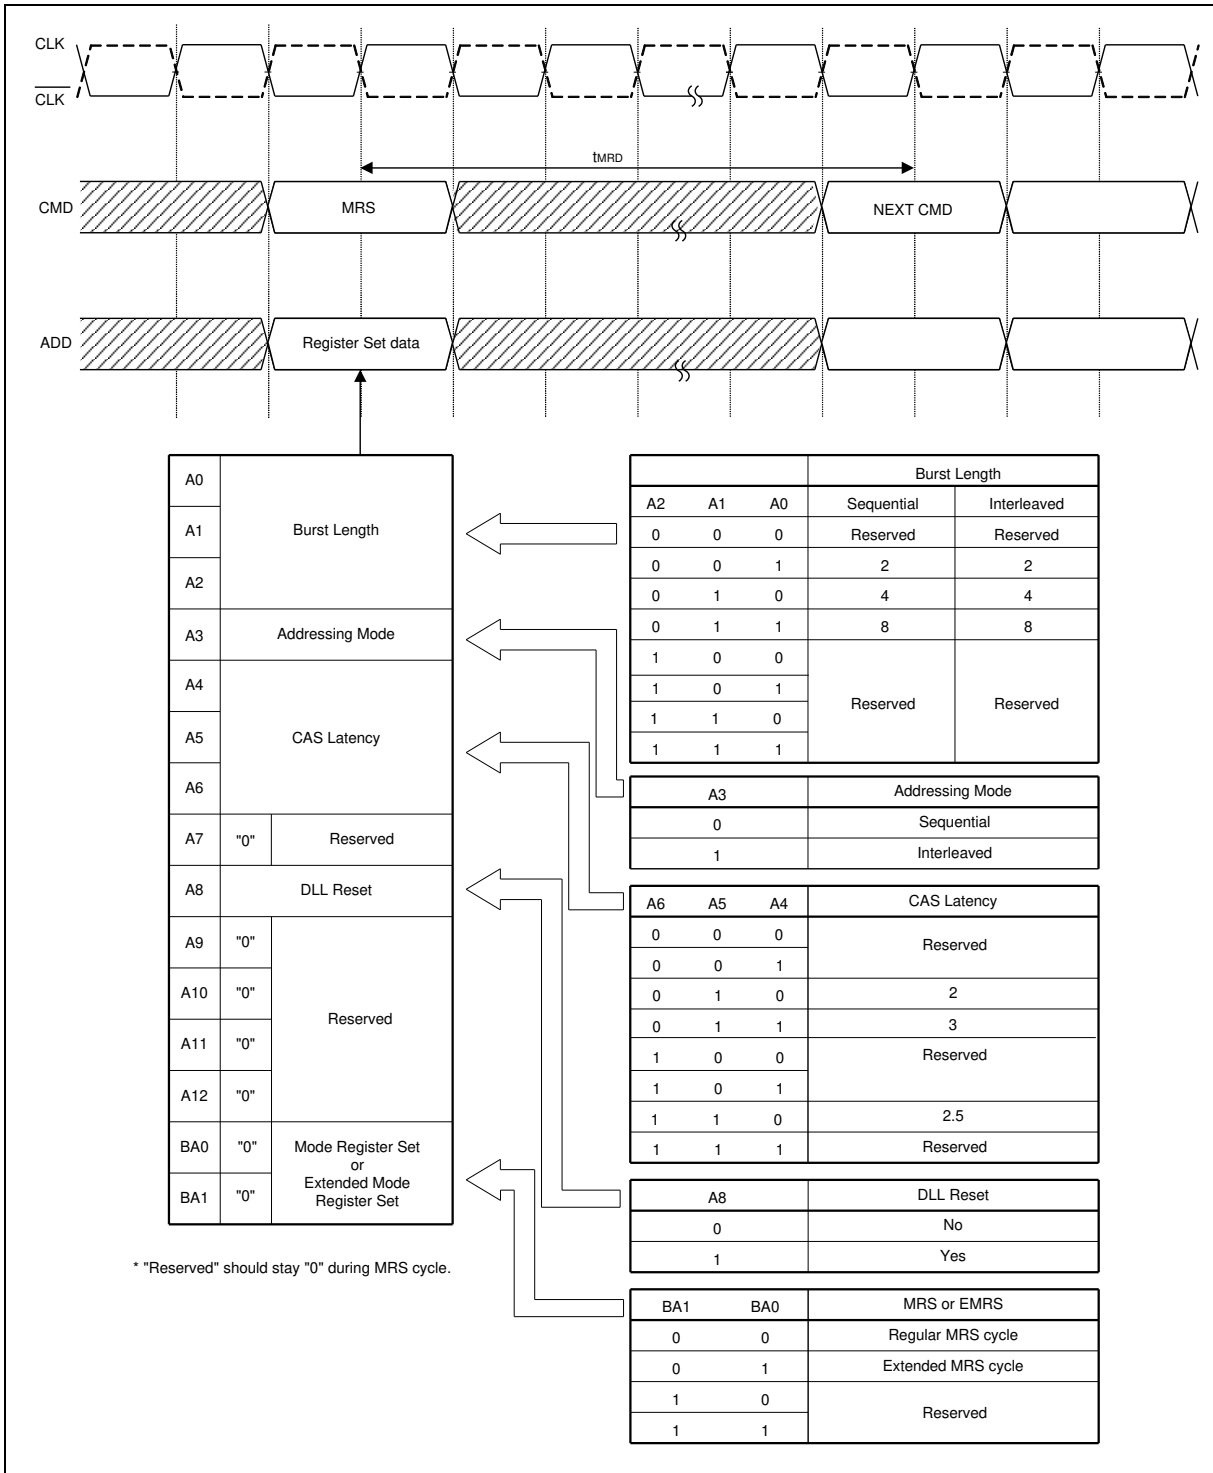 CLK
CLK
tMRD
CMD MRS NEXT CMD
ADD Register Set data
A0
A1 Burst Length
A2
A3 Addressing Mode
A4
A5 CAS Latency
A6
A7 "0" Reserved
A8 DLL Reset
A9 "0"
A10 "0"
Reserved
A11 "0"
A12 "0"
BA0 "0" Mode Register Set
or
Extended Mode
BA1 "0" Register Set
* "Reserved" should stay "0" during MRS cycle.
Burst Length
A2 A1 A0 Sequential Interleaved
0 0 0 Reserved Reserved
0 0 1 2 2
0 1 0 4 4
0 1 1 8 8
1 0 0
1 0 1
Reserved Reserved
1 1 0
1 1 1
A3 Addressing Mode
0 Sequential
1 Interleaved
A6 A5 A4 CAS Latency
0 0 0
Reserved
0 0 1
0 1 0 2
0 1 1 3
1 0 0 Reserved
1 0 1
1 1 0 2.5
1 1 1 Reserved
A8 DLL Reset
0 No
1 Yes
BA1 BA0 MRS or EMRS
0 0 Regular MRS cycle
0 1 Extended MRS cycle
1 0
Reserved
1 1